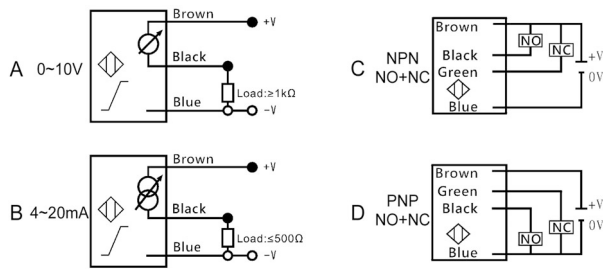 Brown
+V
A
0~10V
Black
Load:≥1kΩ
Blue
-V
Brown
+V
B
4~20mA
Black
Load:≤500Ω
Blue
-V
Brown
C
NPN
NO+NC
Black
NO
NC
Green
+V
0V
Blue
Brown
Green
D
PNP
NO+NC
Black
NO
NC
+V
0V
Blue